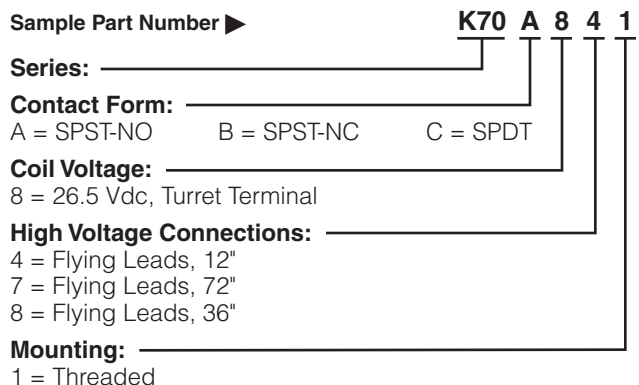 Sample Part Number ▶ K70 A 8 4 1
Series:
Contact Form:
A = SPST-NO B = SPST-NC C = SPDT
Coil Voltage:
8 = 26.5 Vdc, Turret Terminal
High Voltage Connections:
4 = Flying Leads, 12"
7 = Flying Leads, 72"
8 = Flying Leads, 36"
Mounting:
1 = Threaded